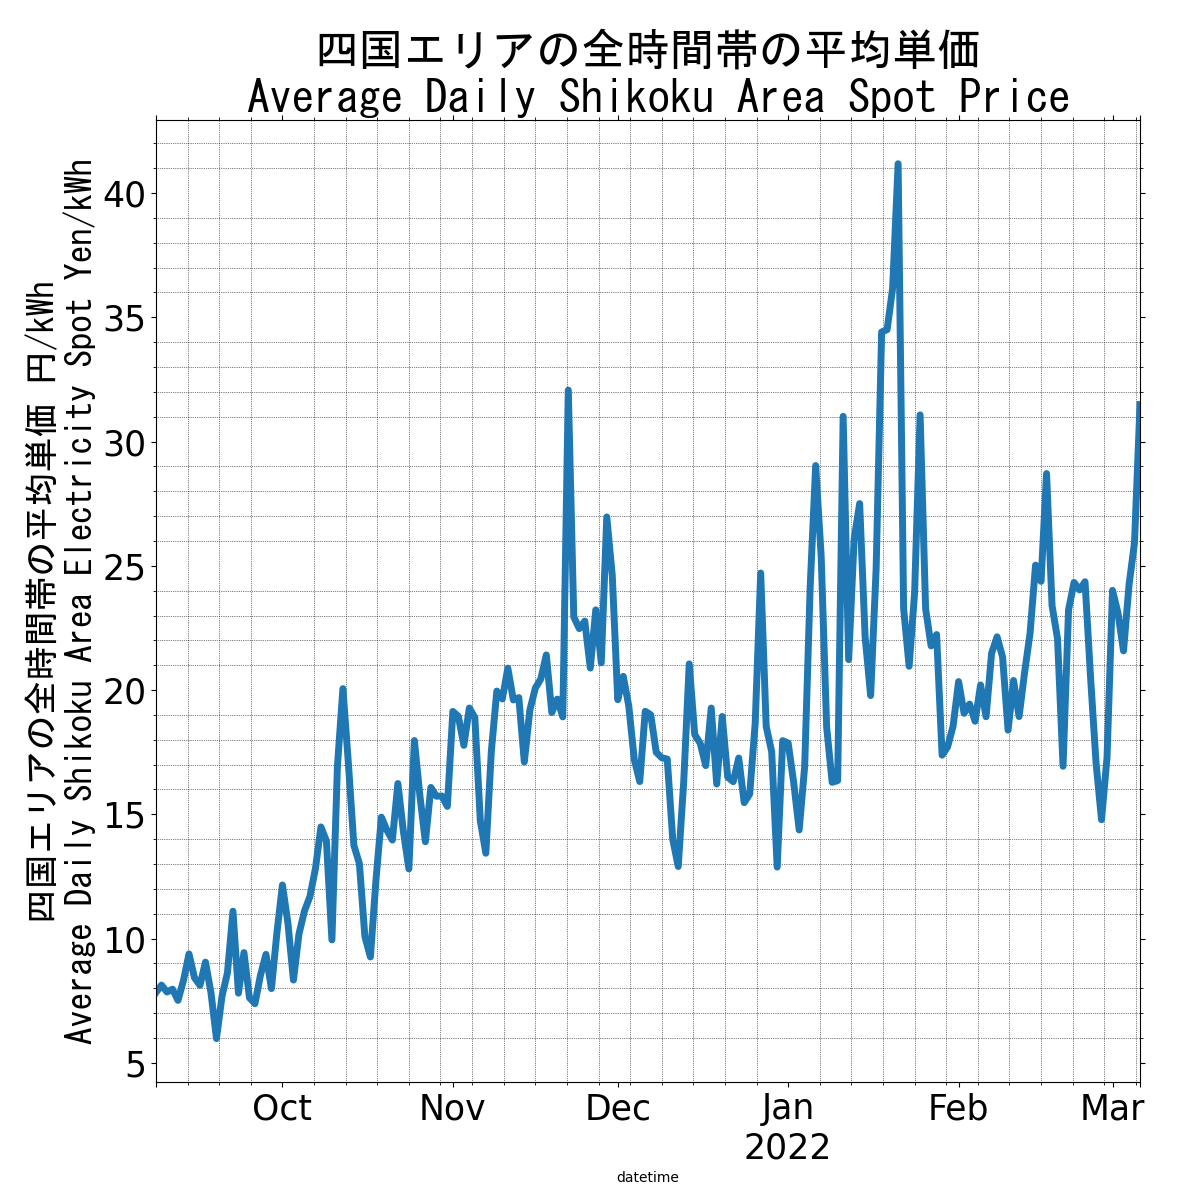 四国エリアの全時間帯の平均単価
Average Daily Shikoku Area Spot Price
四国エリアの全時間帯の平均単価 円/kWh
Average Daily Shikoku Area Electricity Spot Yen/kWh
40
35
30
25
20
15
10
5
Oct
Nov
Dec
Jan
2022
Feb
Mar
datetime